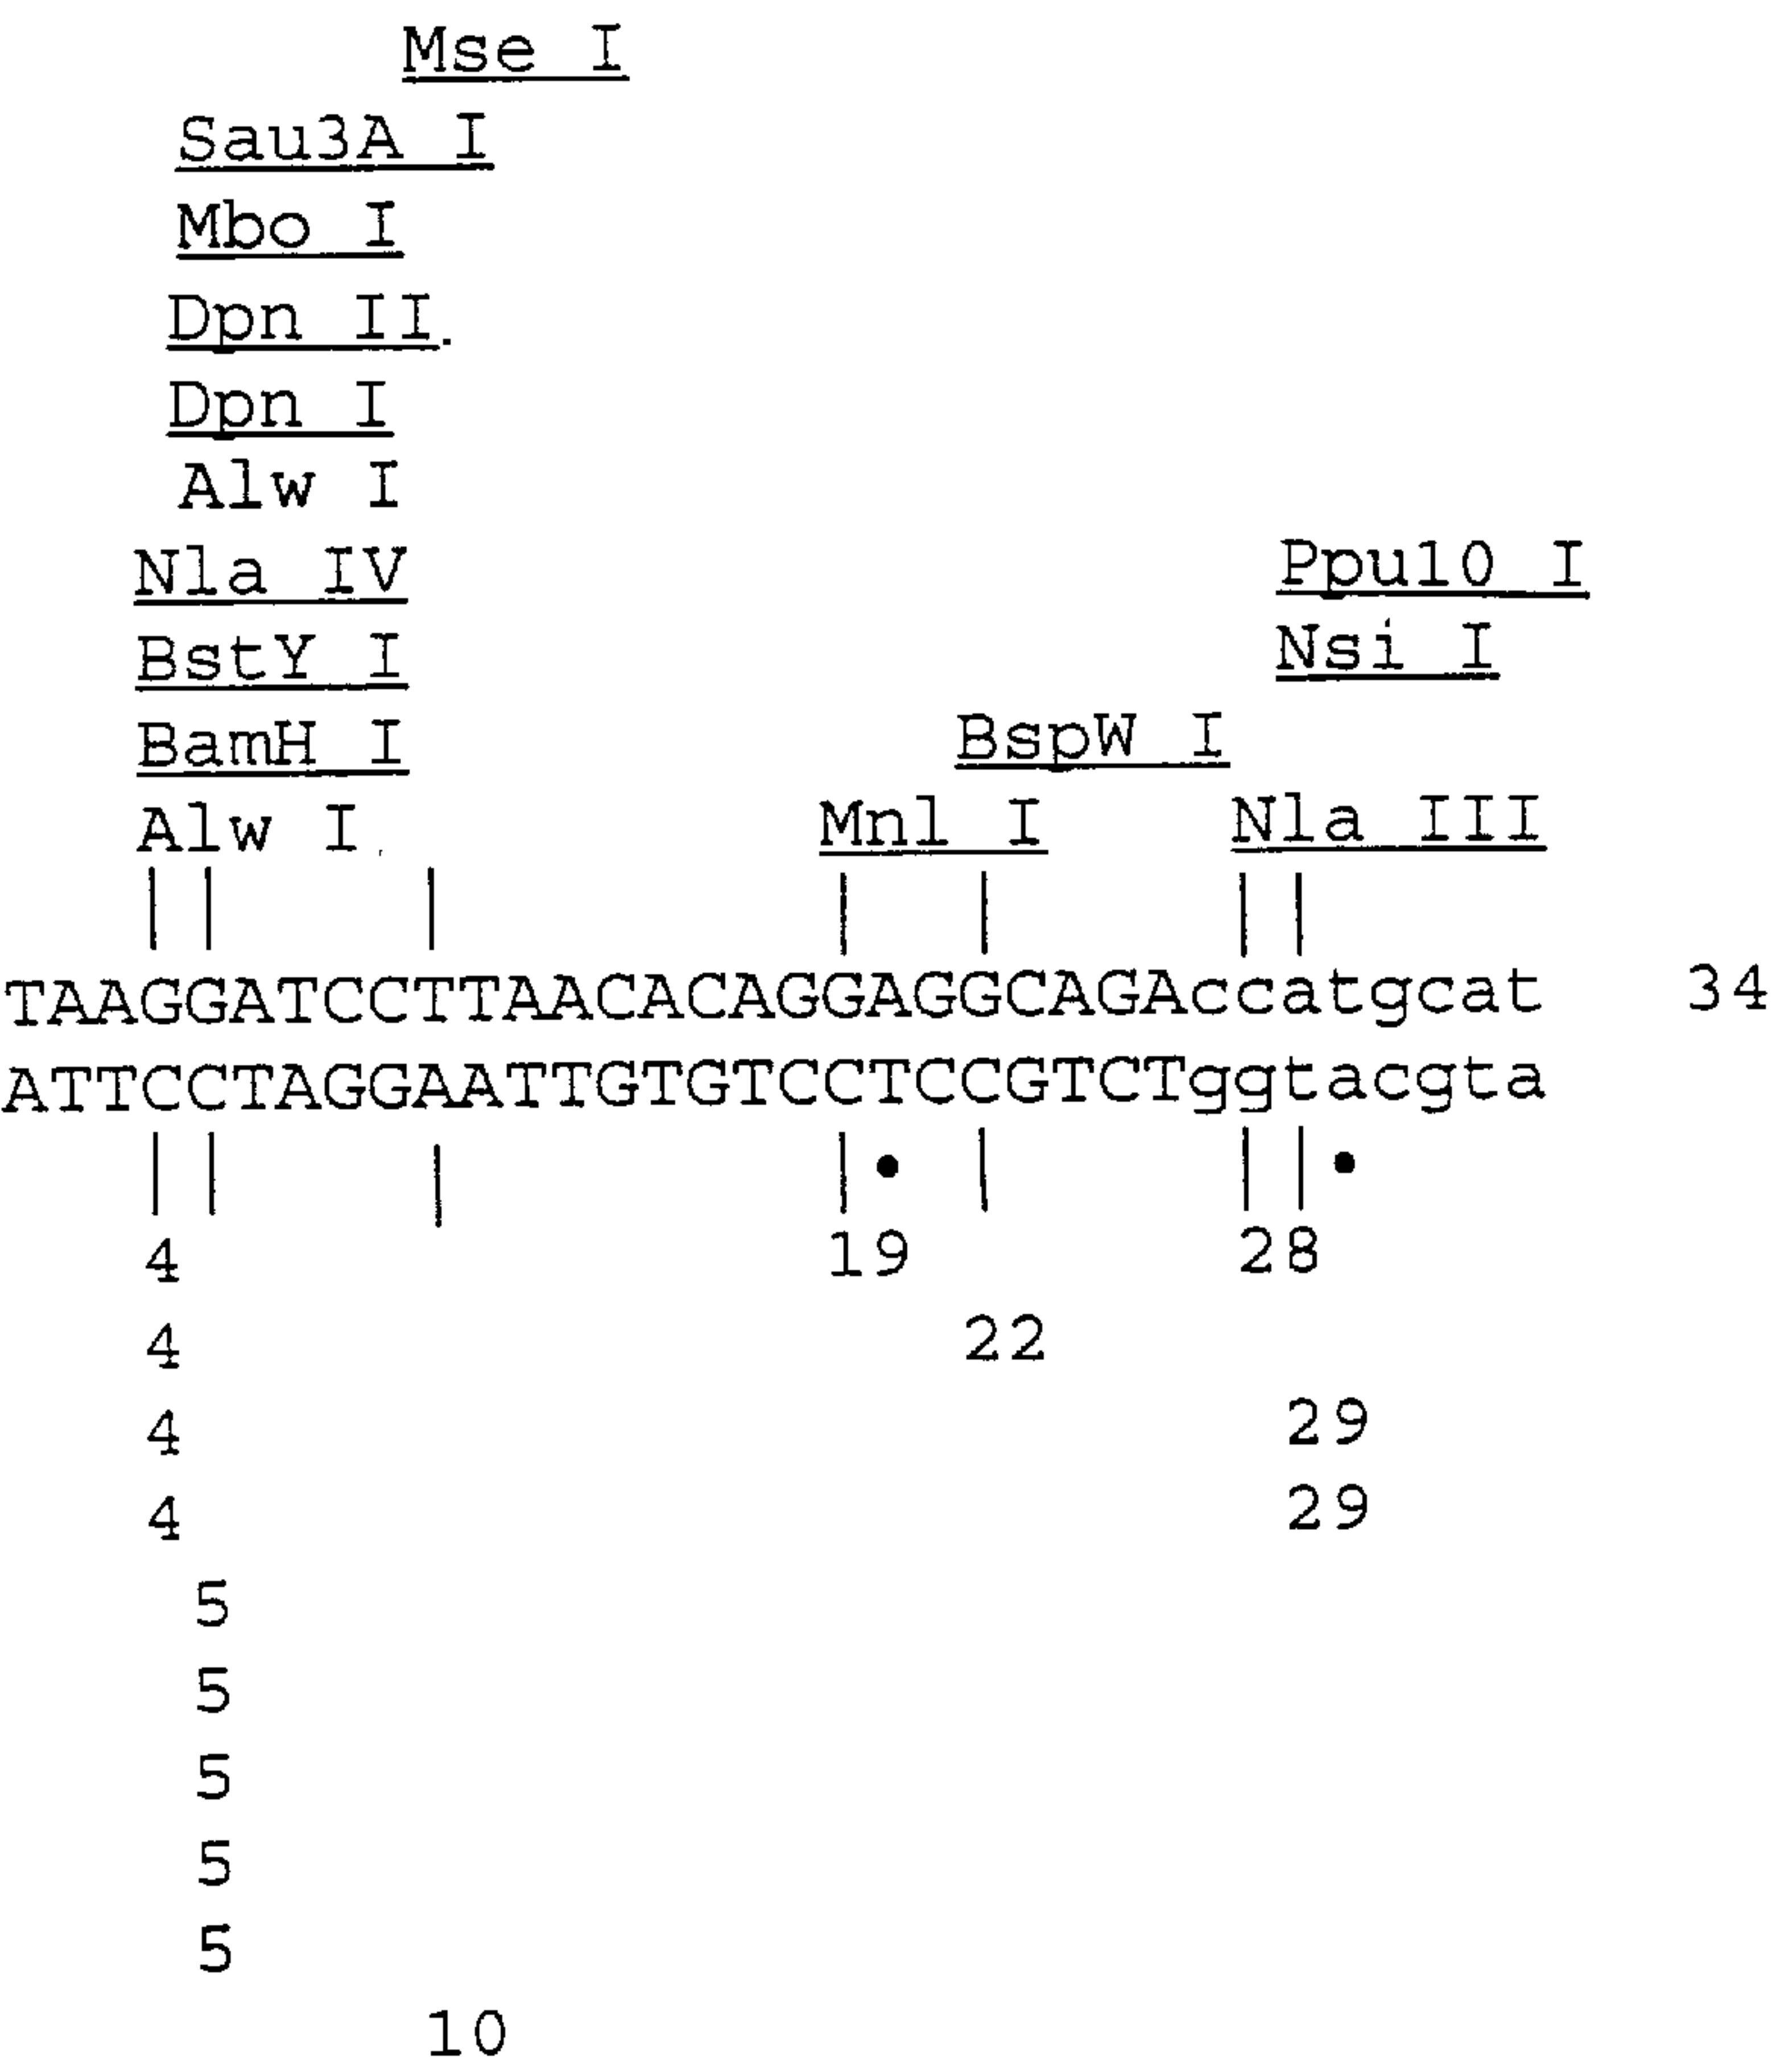 Mse I
Sau3A I
Mbo I
Dpn II.
Dpn I
Alw I
Nla IV Ppu10 I
BstY I Nsi I
BamH I BspW I
Alw I Mnl I Nla III
TAAGGATCCTTAACACAGGAGGCAGAccatgcat 34
ATTCCTAGGAATTGTGTCCTCCGTCTggtacgta
4 19 28
4 22
4 29
4 29
5
5
5
5
5
10